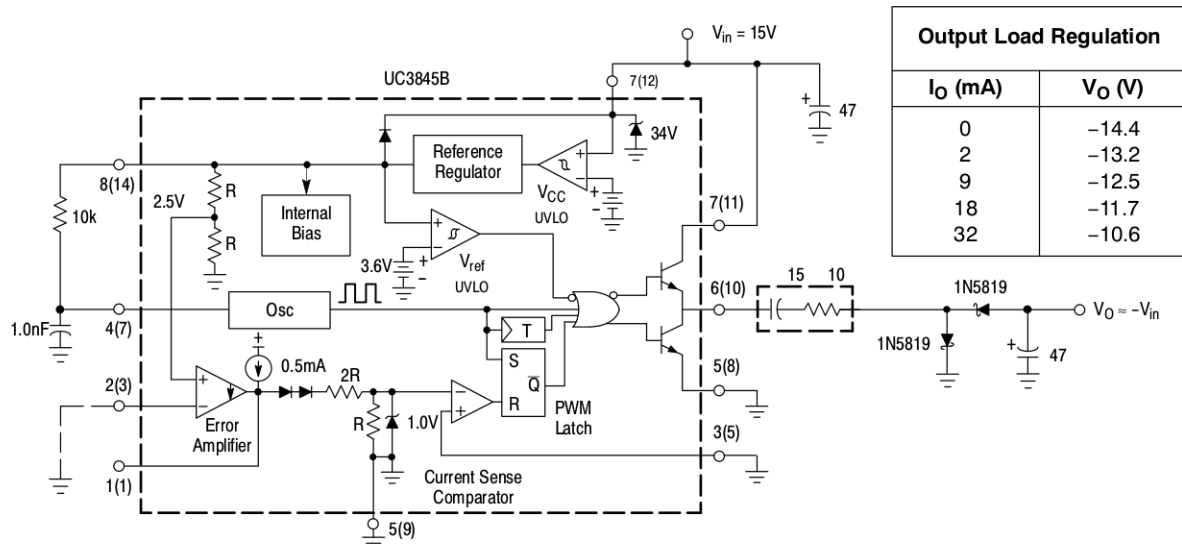 V_in = 15V
Output Load Regulation
I_O (mA) V_O (V)
0 −14.4
2 −13.2
9 −12.5
18 −11.7
32 −10.6
UC3845B
7(12)
+
47
34V
8(14)
Reference
Regulator
+
−
V_CC
UVLO
+
−
2.5V
R
R
Internal
Bias
10k
7(11)
+
−
V_ref
UVLO
3.6V
+
−
15 10
6(10)
1N5819
V_O ≈ −V_in
Osc
4(7)
1.0nF
T
1N5819
+
47
+
0.5mA
S
Q̅
R
5(8)
2(3)
+
−
2R
−
+
Error
Amplifier
R
1.0V
PWM
Latch
3(5)
1(1)
Current Sense
Comparator
5(9)